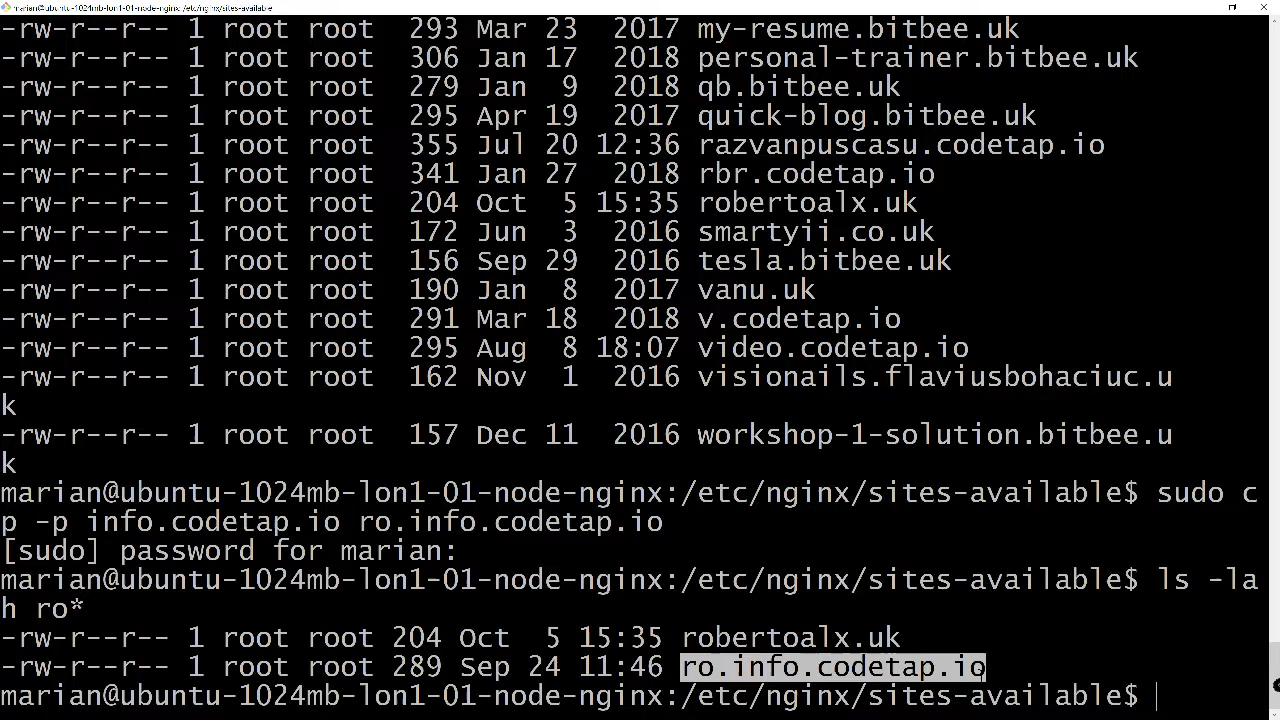 marian@ubuntu-1024mb-lon1-01-node-nginx: /etc/nginx/sites-available
-rw-r--r-- 1 root root  293 Mar 23  2017 my-resume.bitbee.uk
-rw-r--r-- 1 root root  306 Jan 17  2018 personal-trainer.bitbee.uk
-rw-r--r-- 1 root root  279 Jan  9  2018 qb.bitbee.uk
-rw-r--r-- 1 root root  295 Apr 19  2017 quick-blog.bitbee.uk
-rw-r--r-- 1 root root  355 Jul 20 12:36 razvanpuscasu.codetap.io
-rw-r--r-- 1 root root  341 Jan 27  2018 rbr.codetap.io
-rw-r--r-- 1 root root  204 Oct  5 15:35 robertoalx.uk
-rw-r--r-- 1 root root  172 Jun  3  2016 smartyii.co.uk
-rw-r--r-- 1 root root  156 Sep 29  2016 tesla.bitbee.uk
-rw-r--r-- 1 root root  190 Jan  8  2017 vanu.uk
-rw-r--r-- 1 root root  291 Mar 18  2018 v.codetap.io
-rw-r--r-- 1 root root  295 Aug  8 18:07 video.codetap.io
-rw-r--r-- 1 root root  162 Nov  1  2016 visionails.flaviusbohaciuc.u
k
-rw-r--r-- 1 root root  157 Dec 11  2016 workshop-1-solution.bitbee.u
k
marian@ubuntu-1024mb-lon1-01-node-nginx:/etc/nginx/sites-available$ sudo c
p -p info.codetap.io ro.info.codetap.io
[sudo] password for marian:
marian@ubuntu-1024mb-lon1-01-node-nginx:/etc/nginx/sites-available$ ls -la
h ro*
-rw-r--r-- 1 root root 204 Oct  5 15:35 robertoalx.uk
-rw-r--r-- 1 root root 289 Sep 24 11:46 ro.info.codetap.io
marian@ubuntu-1024mb-lon1-01-node-nginx:/etc/nginx/sites-available$